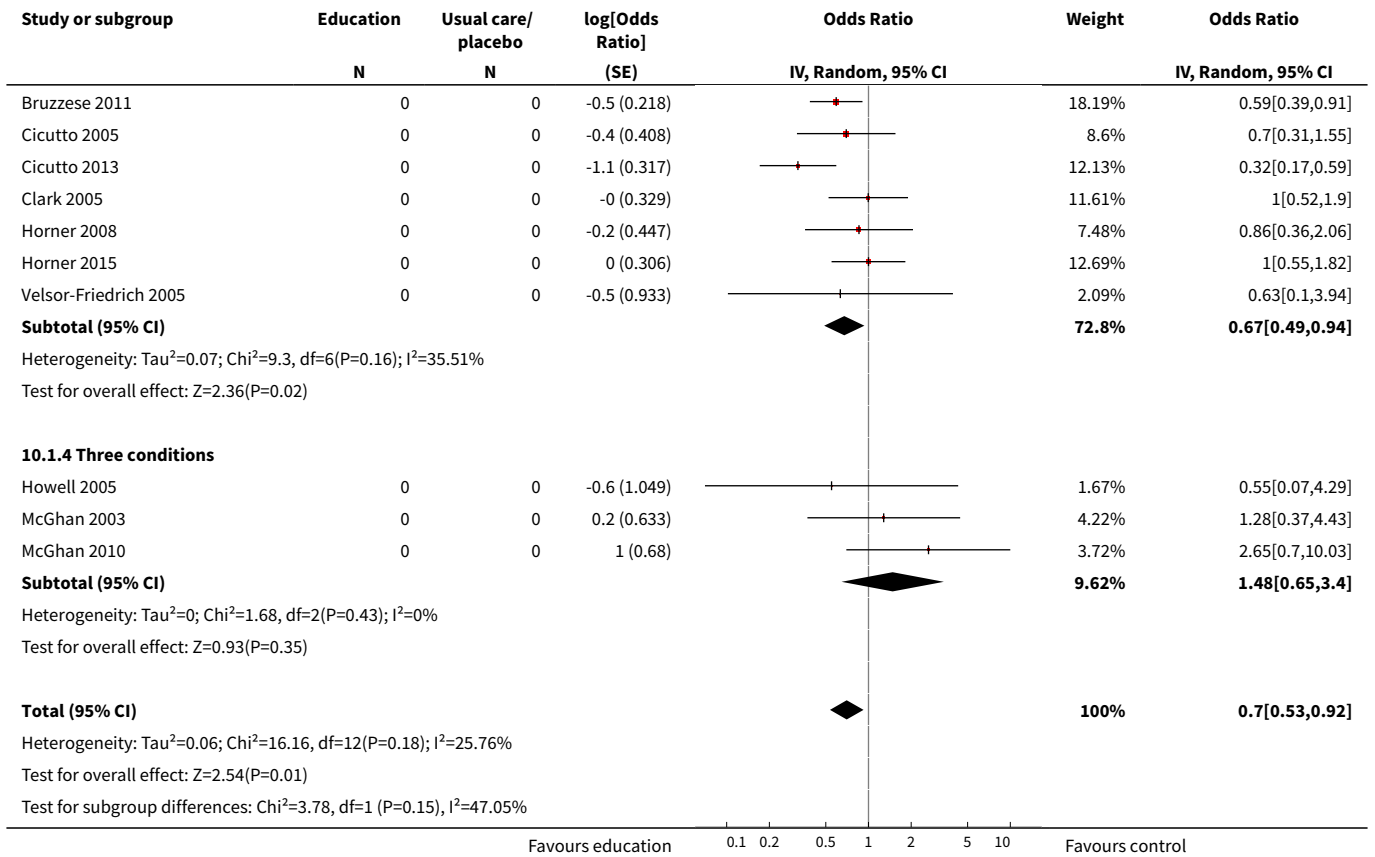 Study or subgroup Education Usual care/ log[Odds Odds Ratio Weight Odds Ratio
placebo Ratio]
N N (SE) IV, Random, 95% CI IV, Random, 95% CI
Bruzzese 2011 0 0 -0.5 (0.218) 18.19% 0.59[0.39,0.91]
Cicutto 2005 0 0 -0.4 (0.408) 8.6% 0.7[0.31,1.55]
Cicutto 2013 0 0 -1.1 (0.317) 12.13% 0.32[0.17,0.59]
Clark 2005 0 0 -0 (0.329) 11.61% 1[0.52,1.9]
Horner 2008 0 0 -0.2 (0.447) 7.48% 0.86[0.36,2.06]
Horner 2015 0 0 0 (0.306) 12.69% 1[0.55,1.82]
Velsor-Friedrich 2005 0 0 -0.5 (0.933) 2.09% 0.63[0.1,3.94]
Subtotal (95% CI) 72.8% 0.67[0.49,0.94]
Heterogeneity: Tau²=0.07; Chi²=9.3, df=6(P=0.16); I²=35.51%
Test for overall effect: Z=2.36(P=0.02)
10.1.4 Three conditions
Howell 2005 0 0 -0.6 (1.049) 1.67% 0.55[0.07,4.29]
McGhan 2003 0 0 0.2 (0.633) 4.22% 1.28[0.37,4.43]
McGhan 2010 0 0 1 (0.68) 3.72% 2.65[0.7,10.03]
Subtotal (95% CI) 9.62% 1.48[0.65,3.4]
Heterogeneity: Tau²=0; Chi²=1.68, df=2(P=0.43); I²=0%
Test for overall effect: Z=0.93(P=0.35)
Total (95% CI) 100% 0.7[0.53,0.92]
Heterogeneity: Tau²=0.06; Chi²=16.16, df=12(P=0.18); I²=25.76%
Test for overall effect: Z=2.54(P=0.01)
Test for subgroup differences: Chi²=3.78, df=1 (P=0.15), I²=47.05%
Favours education 0.1 0.2 0.5 1 2 5 10 Favours control